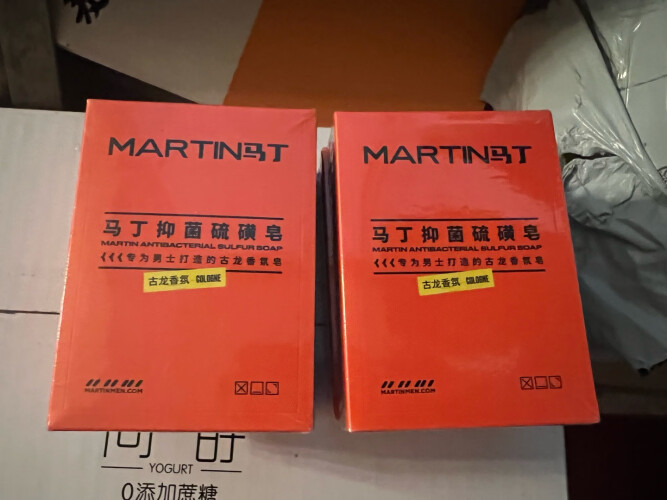 MARTIN马丁
马丁抑菌硫磺皂
MARTIN ANTIBACTERIAL SULFUR SOAP
专为男士打造的古龙香氛皂
古龙香氛 COLOGNE
MARTINMEN.COM
MARTIN马丁
马丁抑菌硫磺皂
MARTIN ANTIBACTERIAL SULFUR SOAP
专为男士打造的古龙香氛皂
古龙香氛 COLOGNE
MARTINMEN.COM
YOGURT
0添加蔗糖